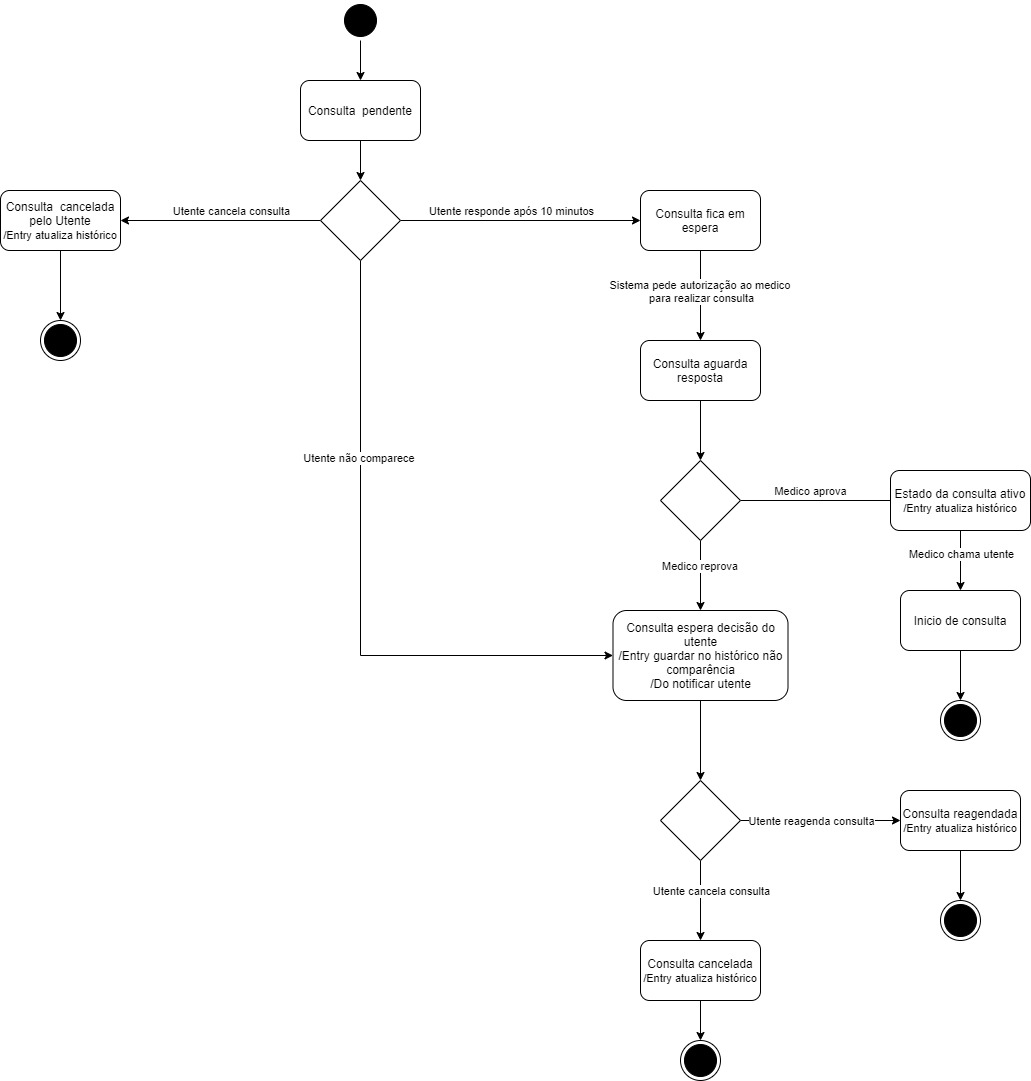 Consulta pendente
Consulta cancelada
pelo Utente
/Entry atualiza histórico
Utente cancela consulta
Utente responde após 10 minutos
Consulta fica em
espera
Sistema pede autorização ao medico
para realizar consulta
Consulta aguarda
resposta
Utente não comparece
Medico aprova
Estado da consulta ativo
/Entry atualiza histórico
Medico chama utente
Medico reprova
Inicio de consulta
Consulta espera decisão do
utente
/Entry guardar no histórico não
comparência
/Do notificar utente
Utente reagenda consulta
Consulta reagendada
/Entry atualiza histórico
Utente cancela consulta
Consulta cancelada
/Entry atualiza histórico